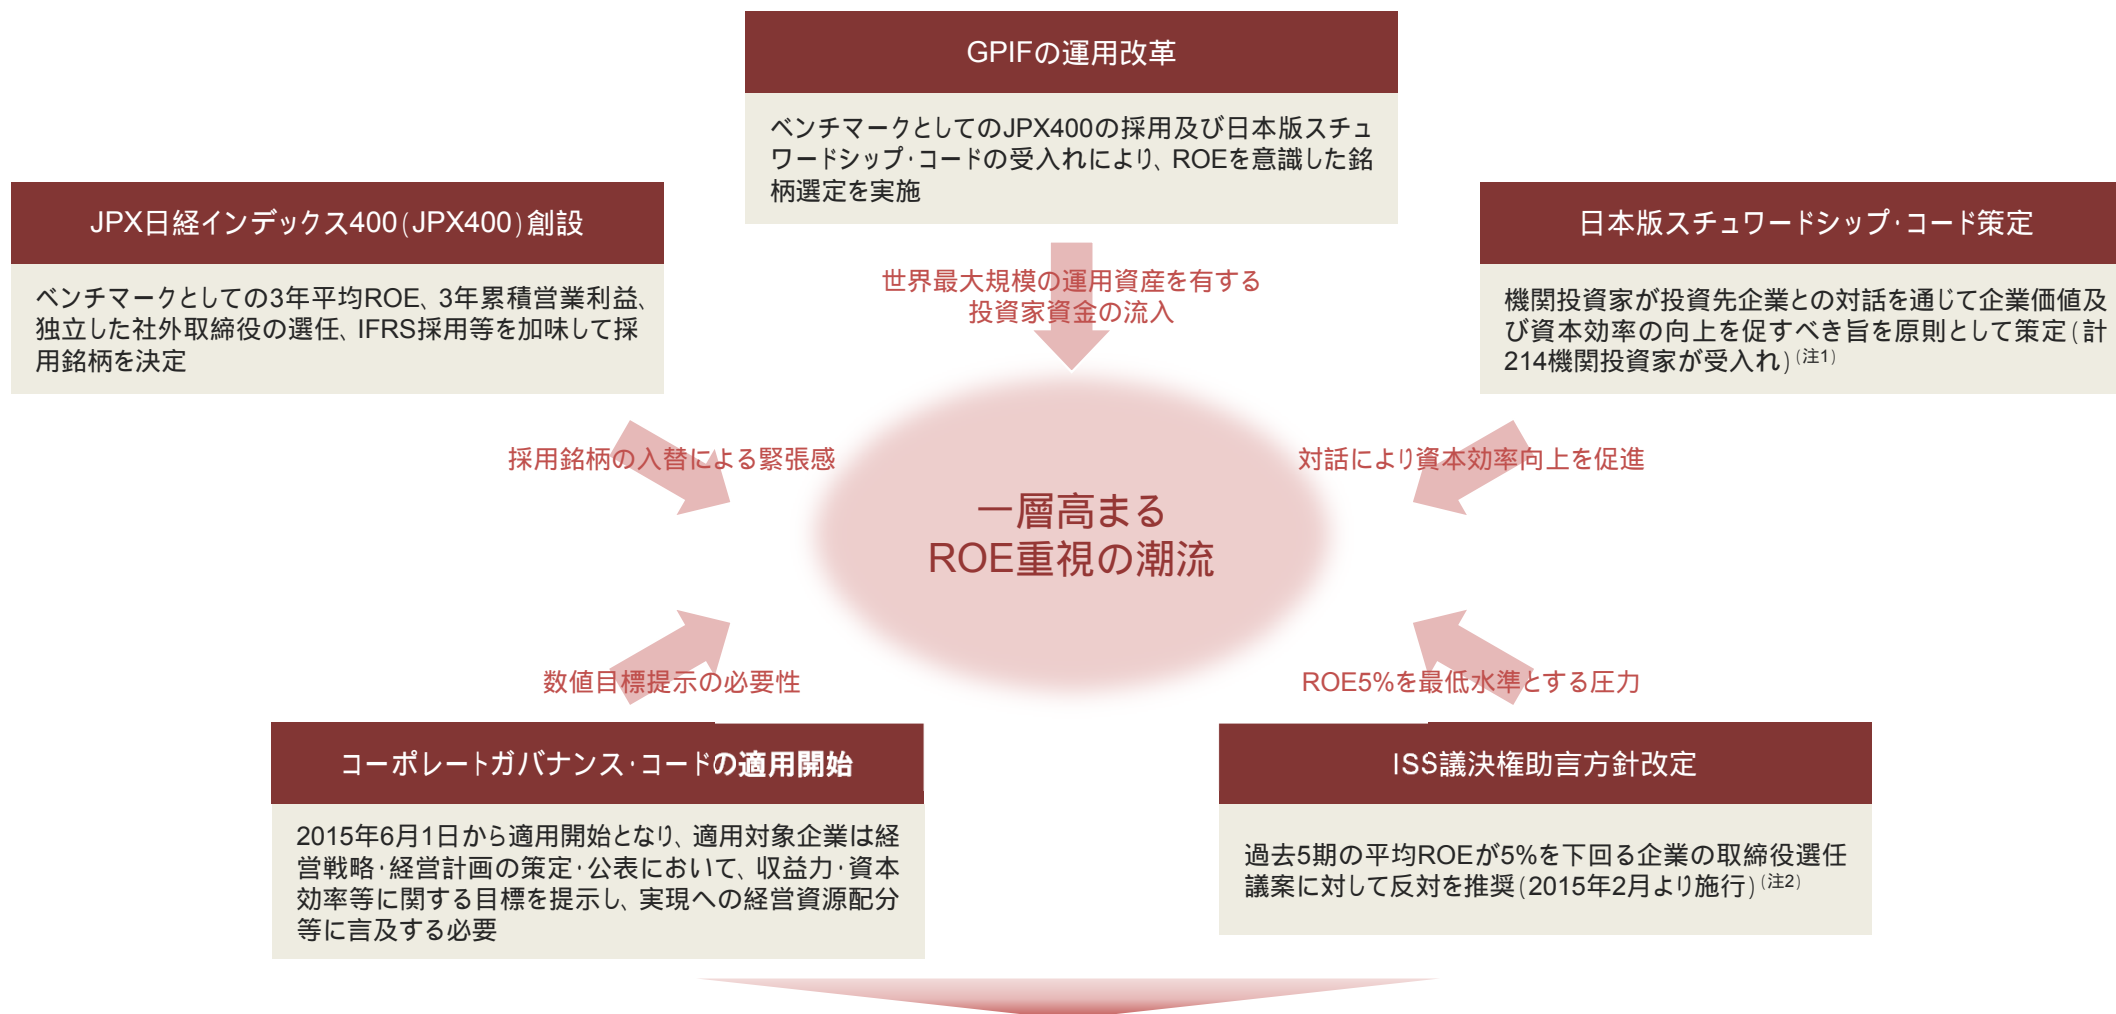 GPIFの運用改革
ベンチマークとしてのJPX400の採用及び日本版スチュ
ワードシップ・コードの受入れにより、ROEを意識した銘
柄選定を実施
JPX日経インデックス400(JPX400)創設
ベンチマークとしての3年平均ROE、3年累積営業利益、
独立した社外取締役の選任、IFRS採用等を加味して採
用銘柄を決定
日本版スチュワードシップ・コード策定
機関投資家が投資先企業との対話を通じて企業価値及
び資本効率の向上を促すべき旨を原則として策定(計
214機関投資家が受入れ)(注1)
世界最大規模の運用資産を有する
投資家資金の流入
採用銘柄の入替による緊張感
対話により資本効率向上を促進
一層高まる
ROE重視の潮流
数値目標提示の必要性
ROE5%を最低水準とする圧力
コーポレートガバナンス・コードの適用開始
2015年6月1日から適用開始となり、適用対象企業は経
営戦略・経営計画の策定・公表において、収益力・資本
効率等に関する目標を提示し、実現への経営資源配分
等に言及する必要
ISS議決権助言方針改定
過去5期の平均ROEが5%を下回る企業の取締役選任
議案に対して反対を推奨(2015年2月より施行)(注2)